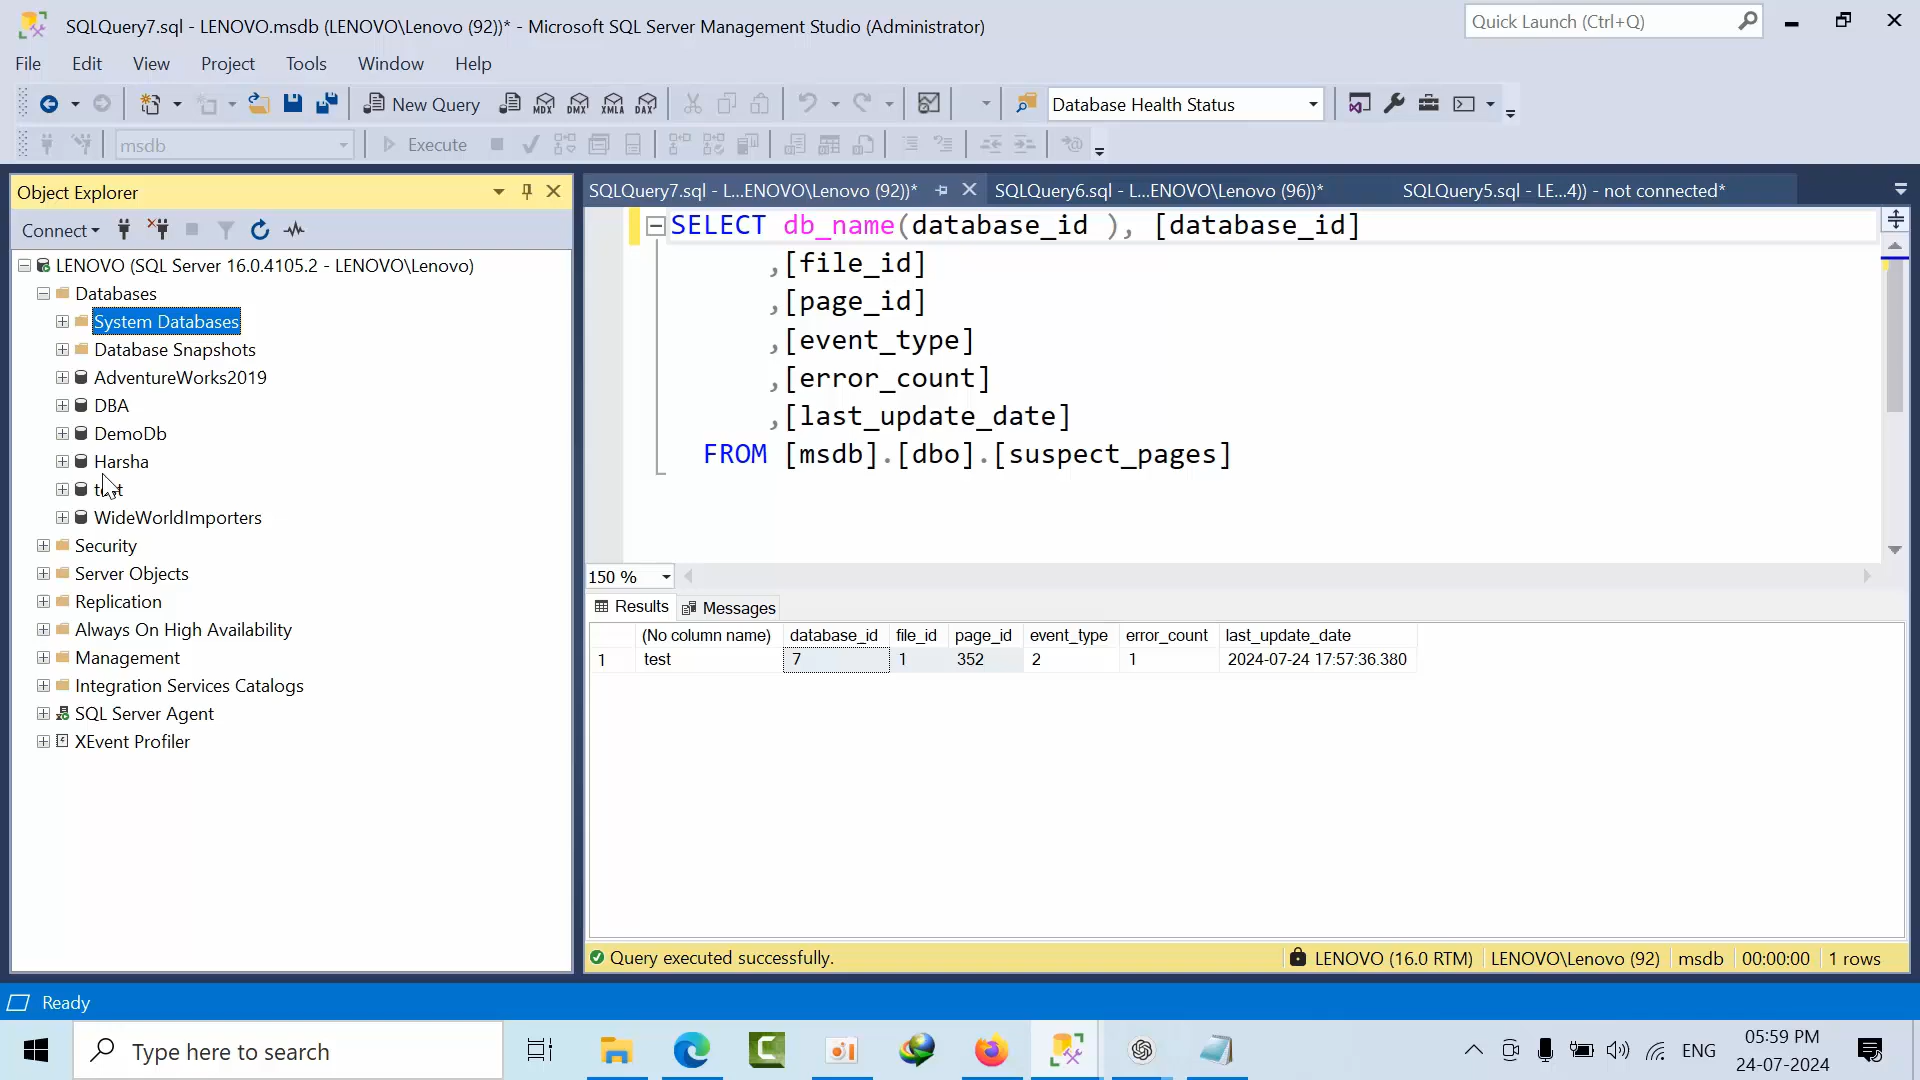 SQLQuery7.sql - LENOVO.msdb (LENOVO\Lenovo (92))* - Microsoft SQL Server Management Studio (Administrator)
Quick Launch (Ctrl+Q)
File Edit View Project Tools Window Help
New Query MDX DMX XMLA DAX Database Health Status
msdb Execute
Object Explorer
Connect
LENOVO (SQL Server 16.0.4105.2 - LENOVO\Lenovo)
Databases
System Databases
Database Snapshots
AdventureWorks2019
DBA
DemoDb
Harsha
test
WideWorldImporters
Security
Server Objects
Replication
Always On High Availability
Management
Integration Services Catalogs
SQL Server Agent
XEvent Profiler
SQLQuery7.sql - L...ENOVO\Lenovo (92))* SQLQuery6.sql - L...ENOVO\Lenovo (96))* SQLQuery5.sql - LE...4)) - not connected*
SELECT db_name(database_id ), [database_id]
,[file_id]
,[page_id]
,[event_type]
,[error_count]
,[last_update_date]
FROM [msdb].[dbo].[suspect_pages]
150 %
Results Messages
(No column name) database_id file_id page_id event_type error_count last_update_date
1 test 7 1 352 2 1 2024-07-24 17:57:36.380
Query executed successfully. LENOVO (16.0 RTM) LENOVO\Lenovo (92) msdb 00:00:00 1 rows
Ready
Type here to search
ENG
05:59 PM
24-07-2024